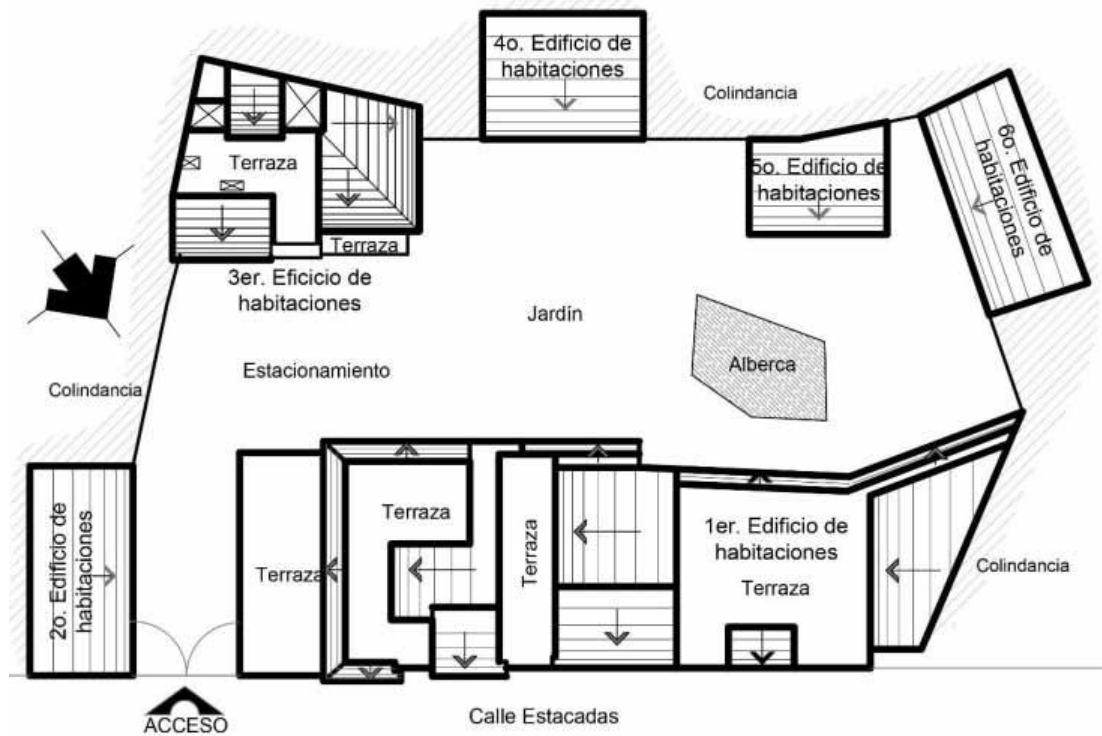 4o. Edificio de
habitaciones
Colindancia
Terraza
5o. Edificio de
habitaciones
6o. Edificio de
habitaciones
Terraza
3er. Eficicio de
habitaciones
Jardín
Alberca
Estacionamiento
Colindancia
2o. Edificio de
habitaciones
Terraza
Terraza
Terraza
1er. Edificio de
habitaciones
Terraza
Colindancia
ACCESO
Calle Estacadas